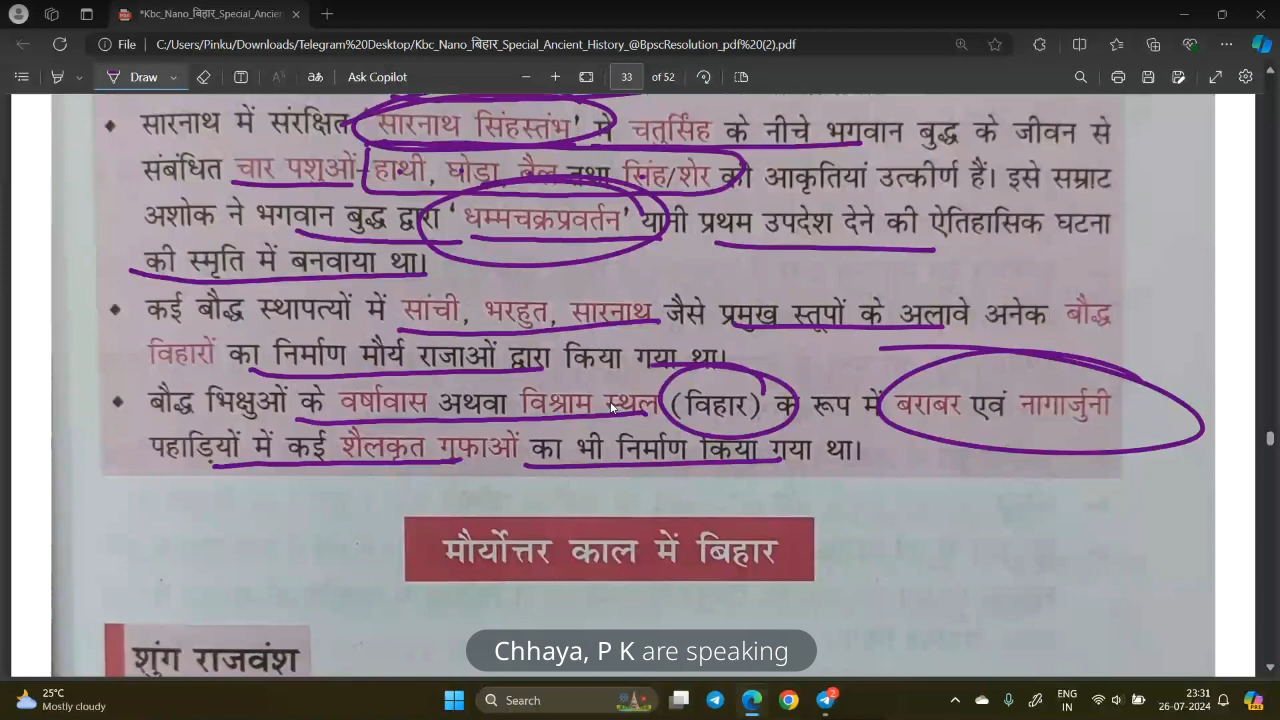 *Kbc_Nano_बिहार_Special_Ancien
File C:/Users/Pinku/Downloads/Telegram%20Desktop/Kbc_Nano_बिहार_Special_Ancient_History_@BpscResolution_pdf%20(2).pdf
Draw Ask Copilot 33 of 52
• सारनाथ में संरक्षित 'सारनाथ सिंहस्तंभ' में चतुर्सिंह के नीचे भगवान बुद्ध के जीवन से
संबंधित चार पशुओं-हाथी, घोड़ा, बैल तथा सिंह/शेर की आकृतियां उत्कीर्ण हैं। इसे सम्राट
अशोक ने भगवान बुद्ध द्वारा 'धम्मचक्रप्रवर्तन' यानी प्रथम उपदेश देने की ऐतिहासिक घटना
की स्मृति में बनवाया था।
• कई बौद्ध स्थापत्यों में सांची, भरहुत, सारनाथ जैसे प्रमुख स्तूपों के अलावे अनेक बौद्ध
विहारों का निर्माण मौर्य राजाओं द्वारा किया गया था।
• बौद्ध भिक्षुओं के वर्षावास अथवा विश्राम स्थल (विहार) के रूप में बराबर एवं नागार्जुनी
पहाड़ियों में कई शैलकृत गुफाओं का भी निर्माण किया गया था।
मौर्योत्तर काल में बिहार
शुंग राजवंश
Chhaya, P K are speaking
25°C
Mostly cloudy
Search
2
ENG
IN
23:31
26-07-2024